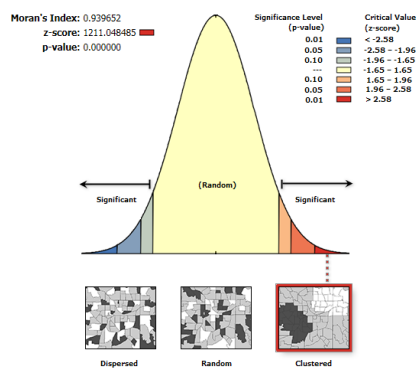 Moran's Index: 0.939652
z-score: 1211.048485
p-value: 0.000000
Significance Level (p-value)
Critical Value (z-score)
0.01 < -2.58
0.05 -2.58 – -1.96
0.10 -1.96 – -1.65
--- -1.65 – 1.65
0.10 1.65 – 1.96
0.05 1.96 – 2.58
0.01 > 2.58
(Random)
Significant Significant
Dispersed Random Clustered